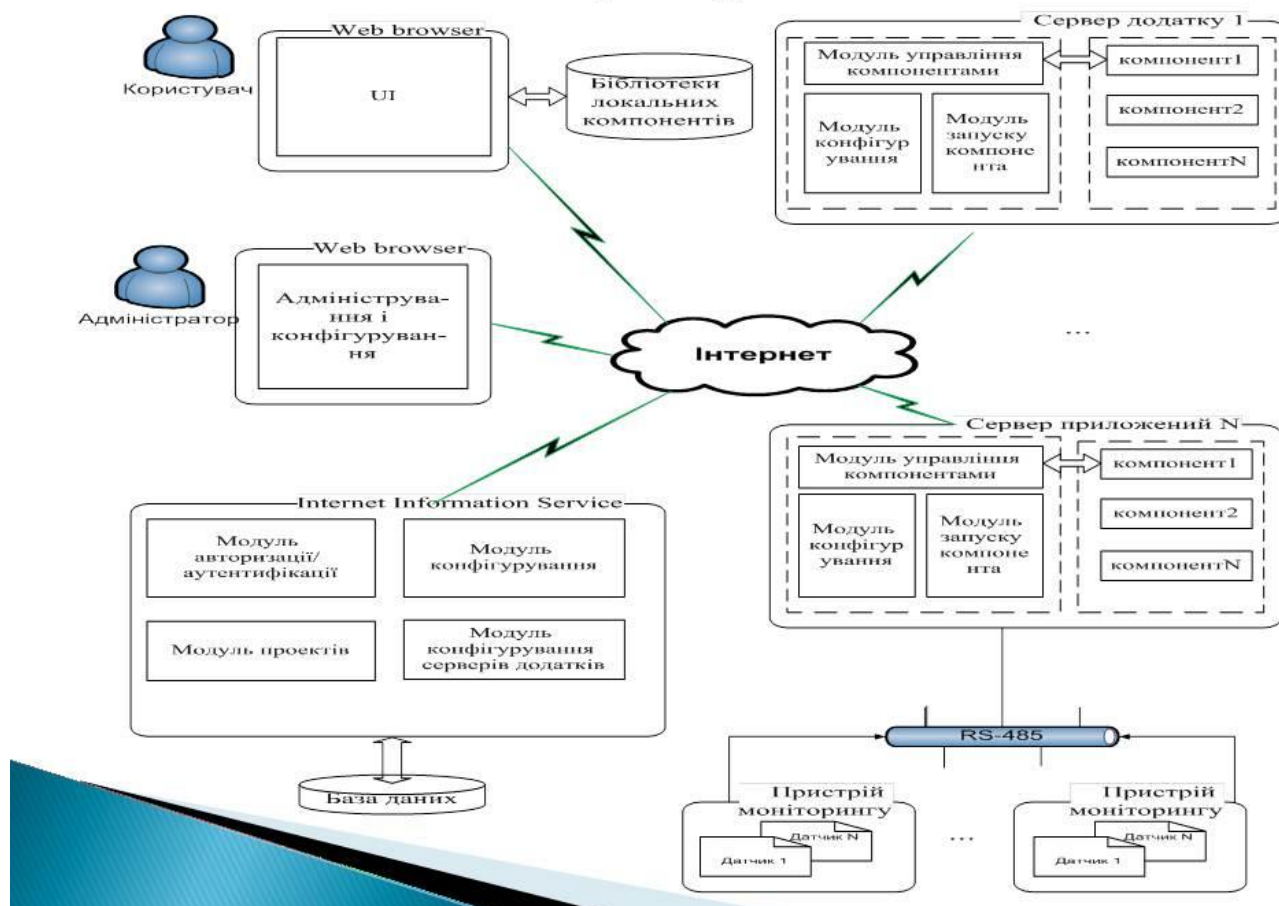 Web browser
Користувач
UI
Бібліотеки
локальних
компонентів
Сервер додатку 1
Модуль управління
компонентами
Модуль
конфігур
ування
Модуль
запуску
компоне
нта
компонент1
компонент2
компонентN
Web browser
Адміністратор
Адмініструва-
ння і
конфігуруван-
ня
Інтернет
...
Сервер приложений N
Модуль управління
компонентами
Модуль
конфігур
ування
Модуль
запуску
компоне
нта
компонент1
компонент2
компонентN
Internet Information Service
Модуль
авторизації/
аутентифікації
Модуль
конфігурування
Модуль проектів
Модуль
конфігурування
серверів додатків
База даних
RS-485
Пристрій
моніторингу
Датчик N
Датчик 1
...
Пристрій
моніторингу
Датчик N
Датчик 1